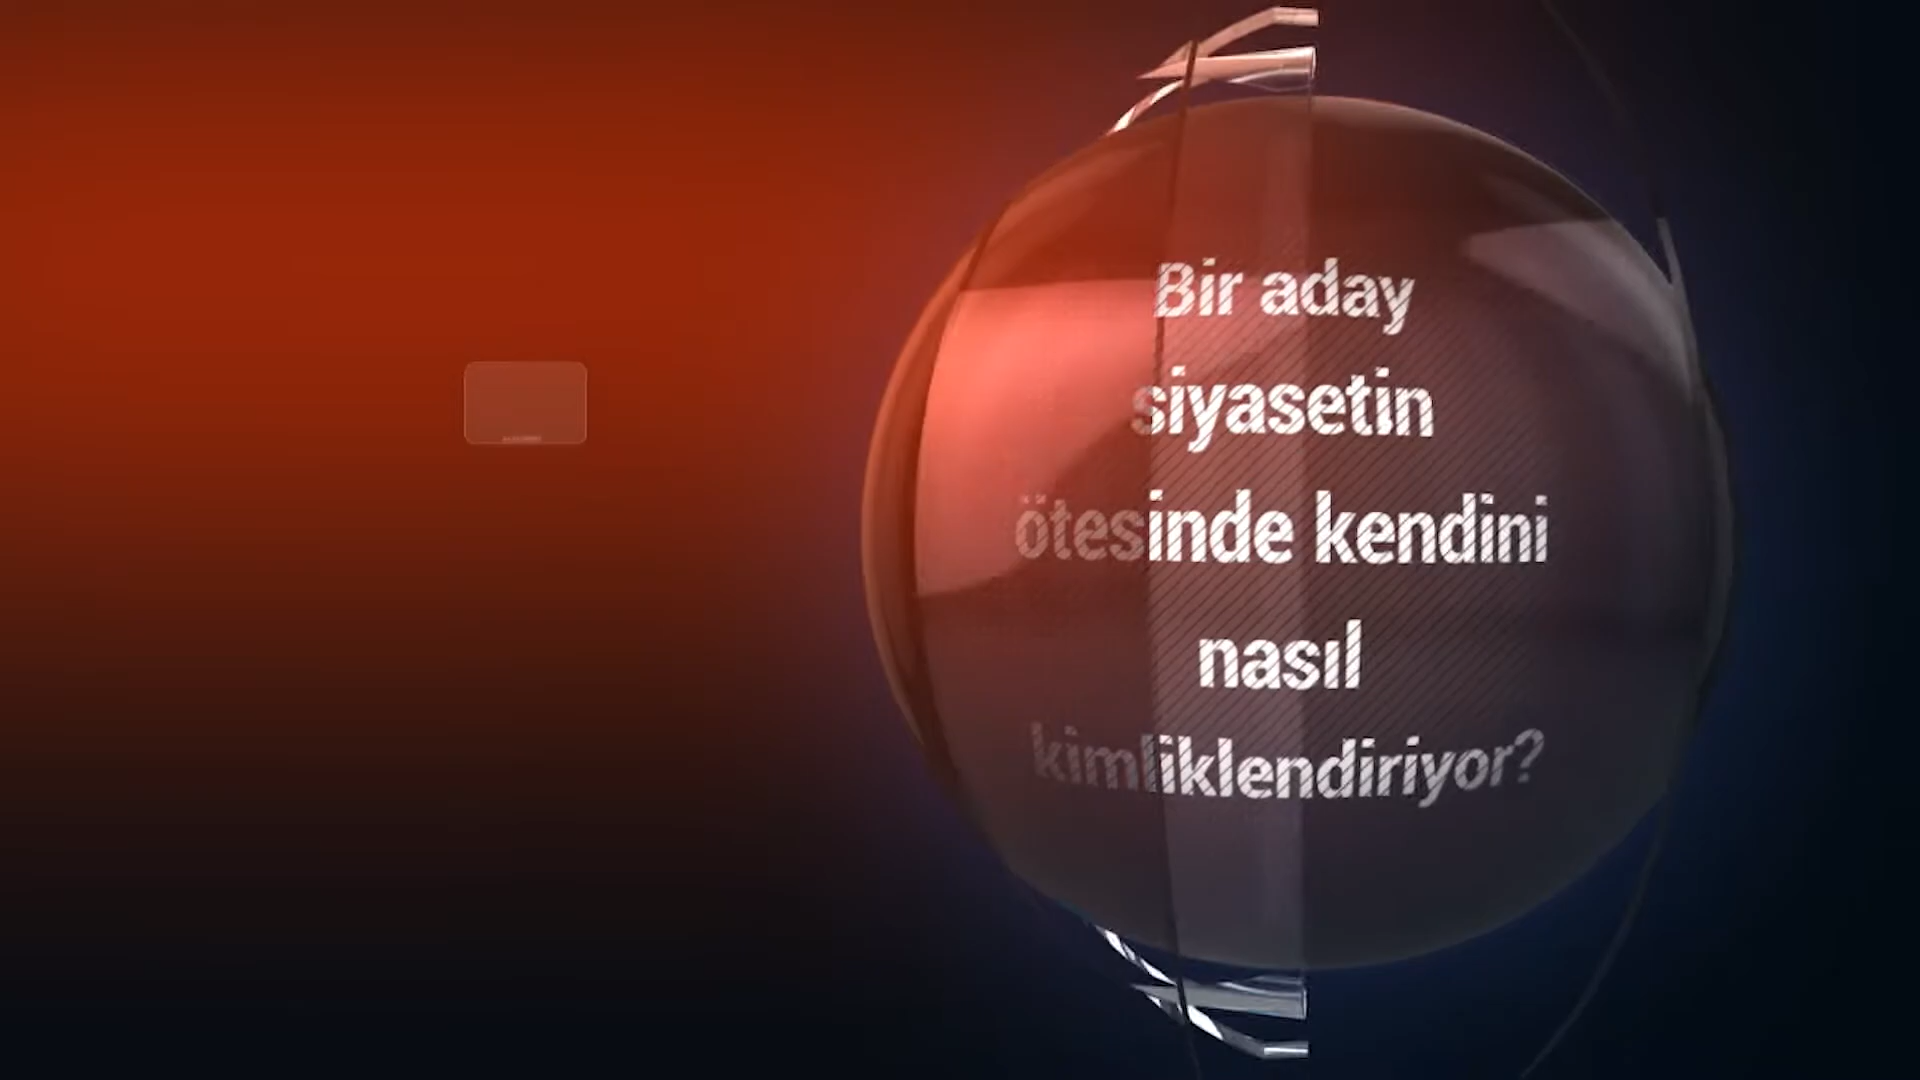 Bir aday
siyasetin
ötesinde kendini
nasıl
kimliklendiriyor?